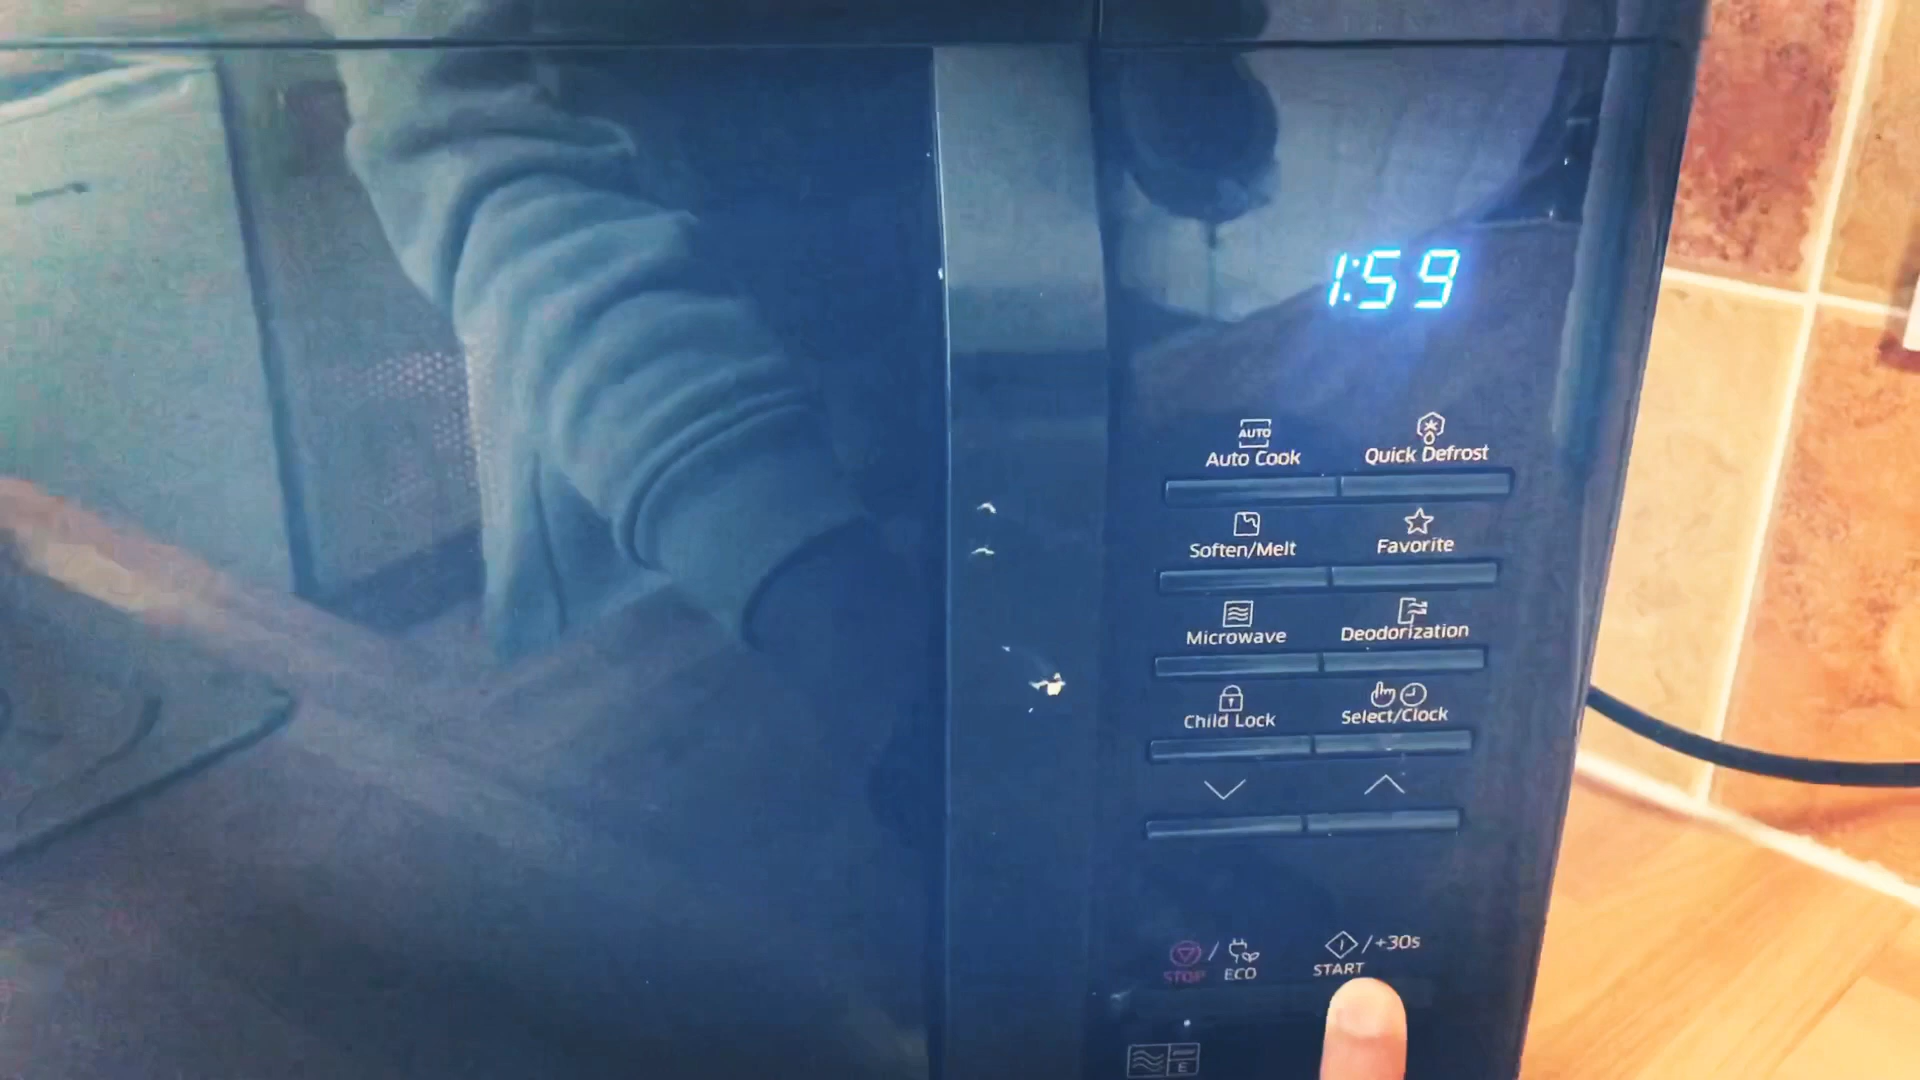 1:59
AUTO
Auto Cook
Quick Defrost
Soften/Melt
Favorite
Microwave
Deodorization
Child Lock
Select/Clock
STOP / ECO
START /+30s
E